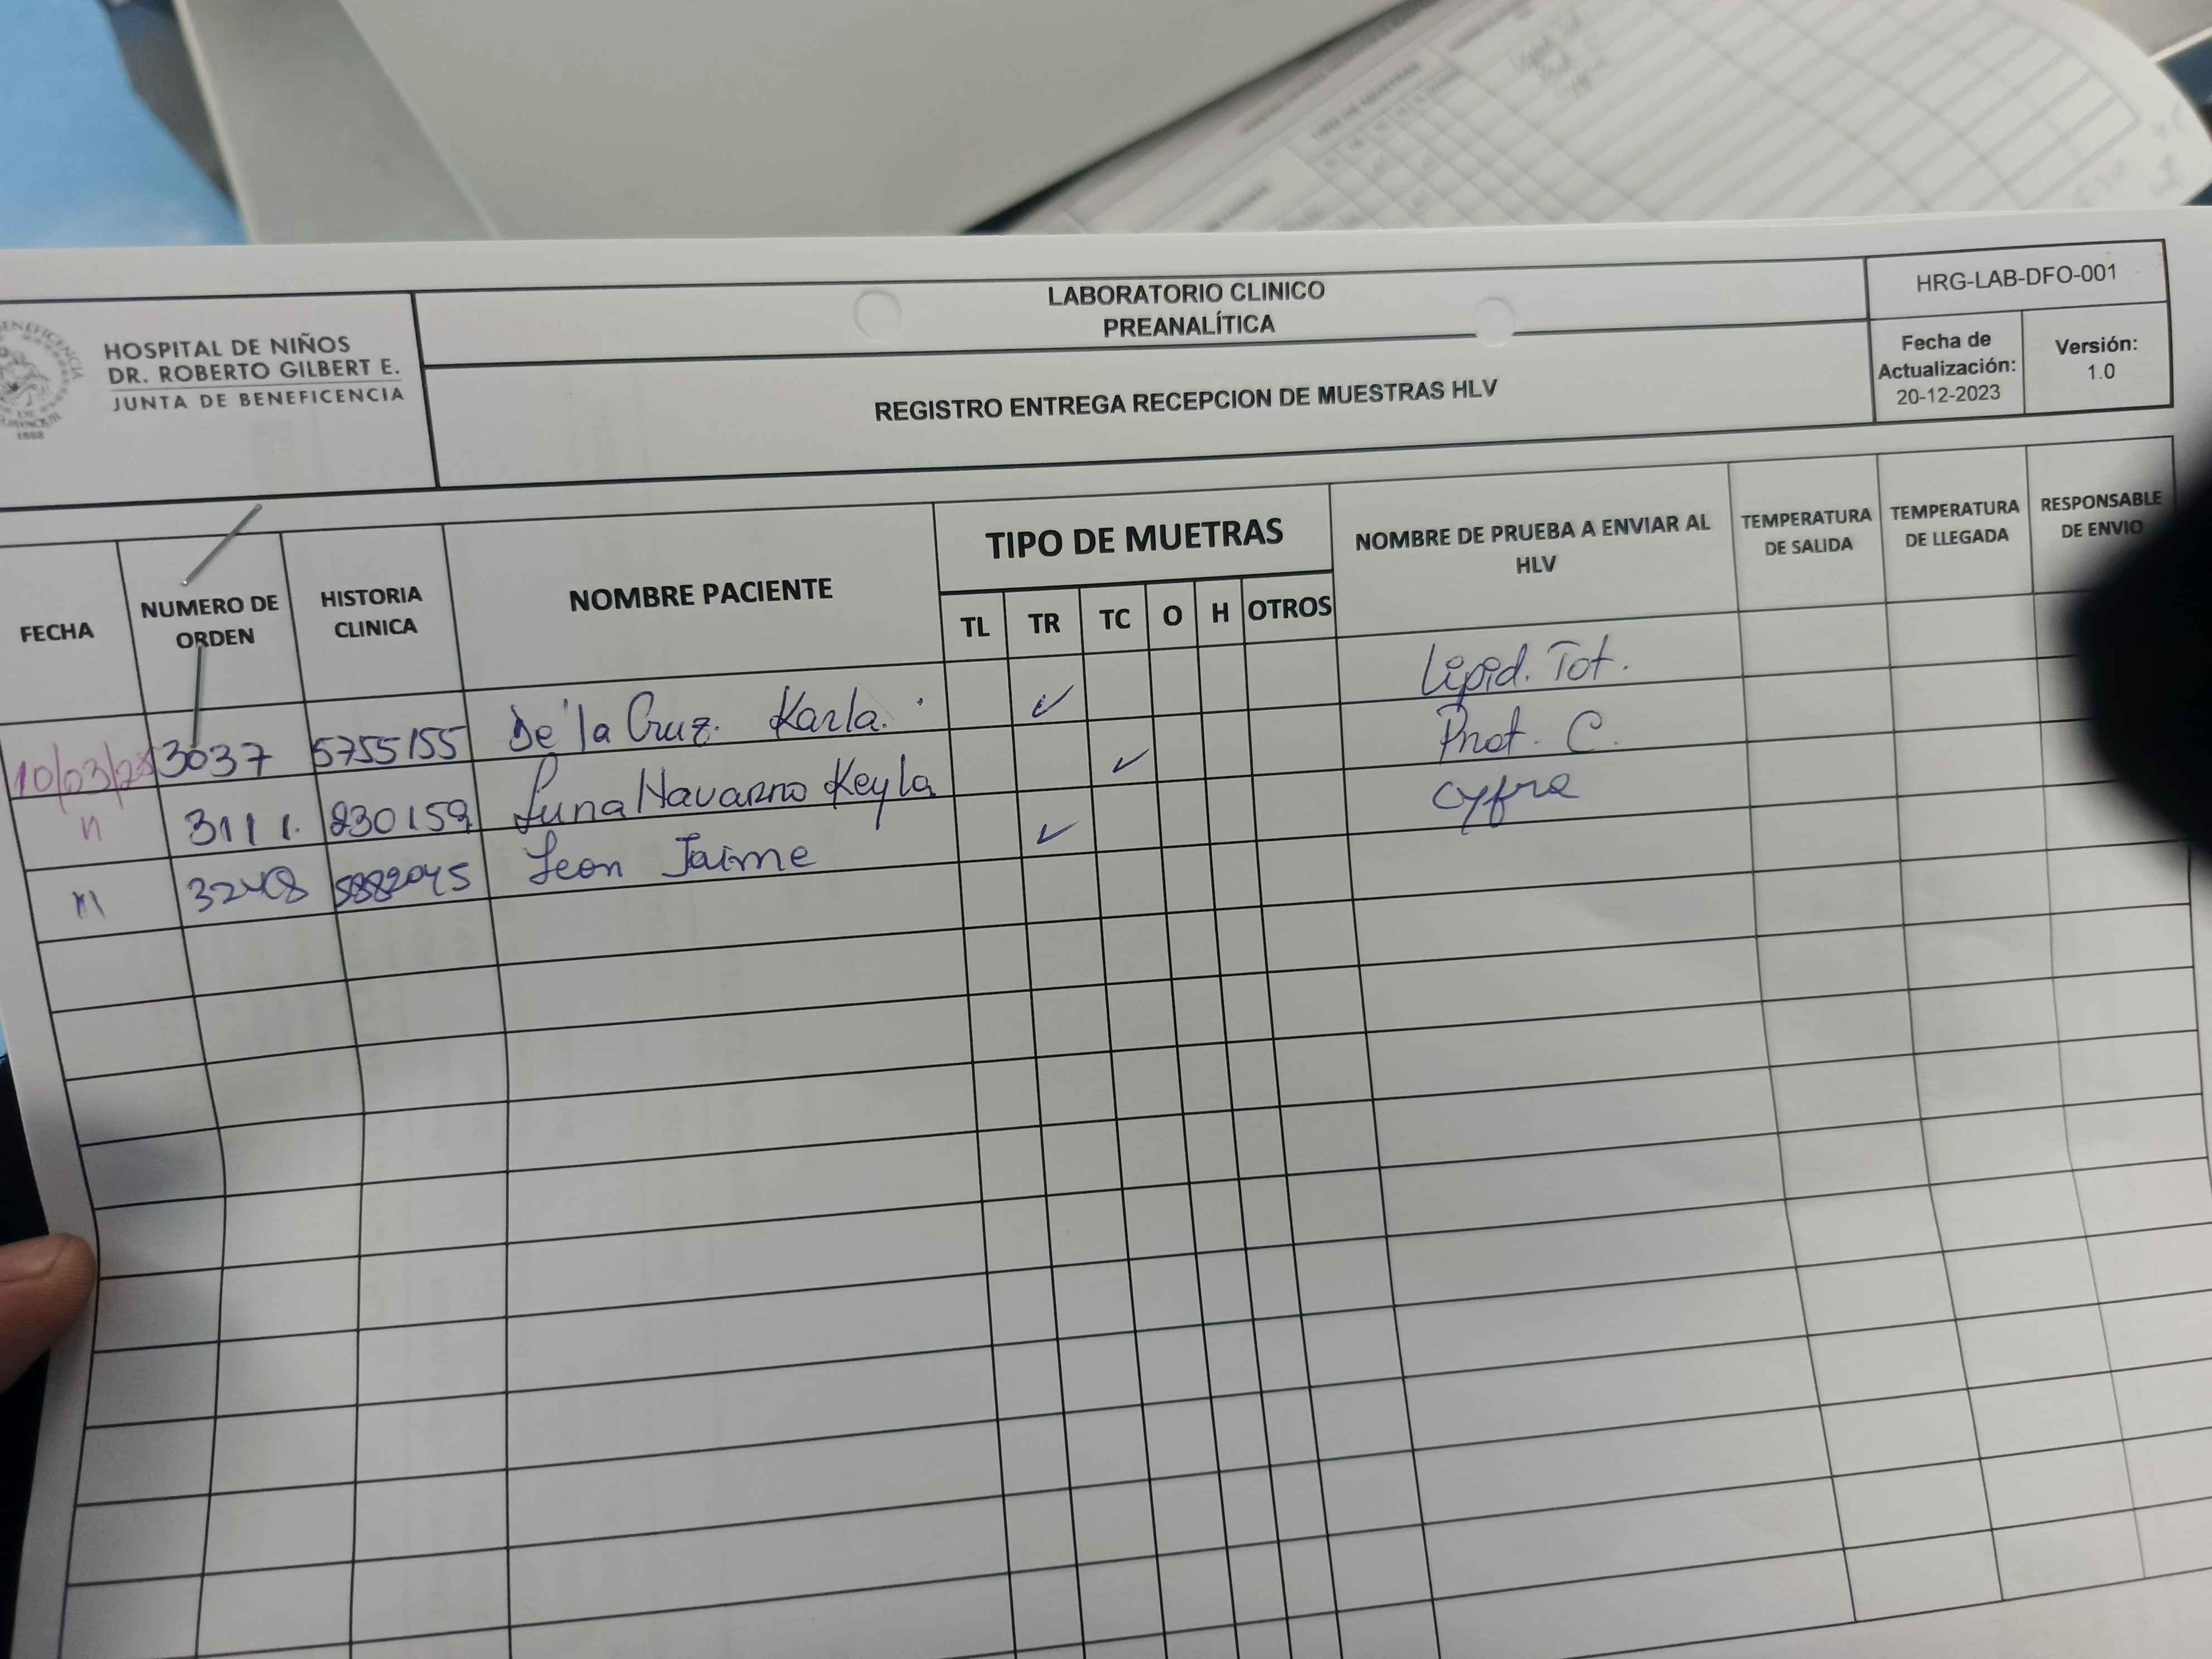 LABORATORIO CLINICO
PREANALÍTICA
HRG-LAB-DFO-001
HOSPITAL DE NIÑOS
DR. ROBERTO GILBERT E.
JUNTA DE BENEFICENCIA
1888
REGISTRO ENTREGA RECEPCION DE MUESTRAS HLV
Fecha de
Actualización:
20-12-2023
Versión:
1.0
FECHA
NUMERO DE
ORDEN
HISTORIA
CLINICA
NOMBRE PACIENTE
TIPO DE MUETRAS
TL TR TC O H OTROS
NOMBRE DE PRUEBA A ENVIAR AL
HLV
TEMPERATURA
DE SALIDA
TEMPERATURA
DE LLEGADA
RESPONSABLE
DE ENVIO
3037 5755155 De la Cruz. Karla. ✓ Lipid. Tot.
" 3111. 230159 Luna Navarro Keyla ✓ Prot. C.
" 3248 5882045 Leon Jaime ✓ Cyfra